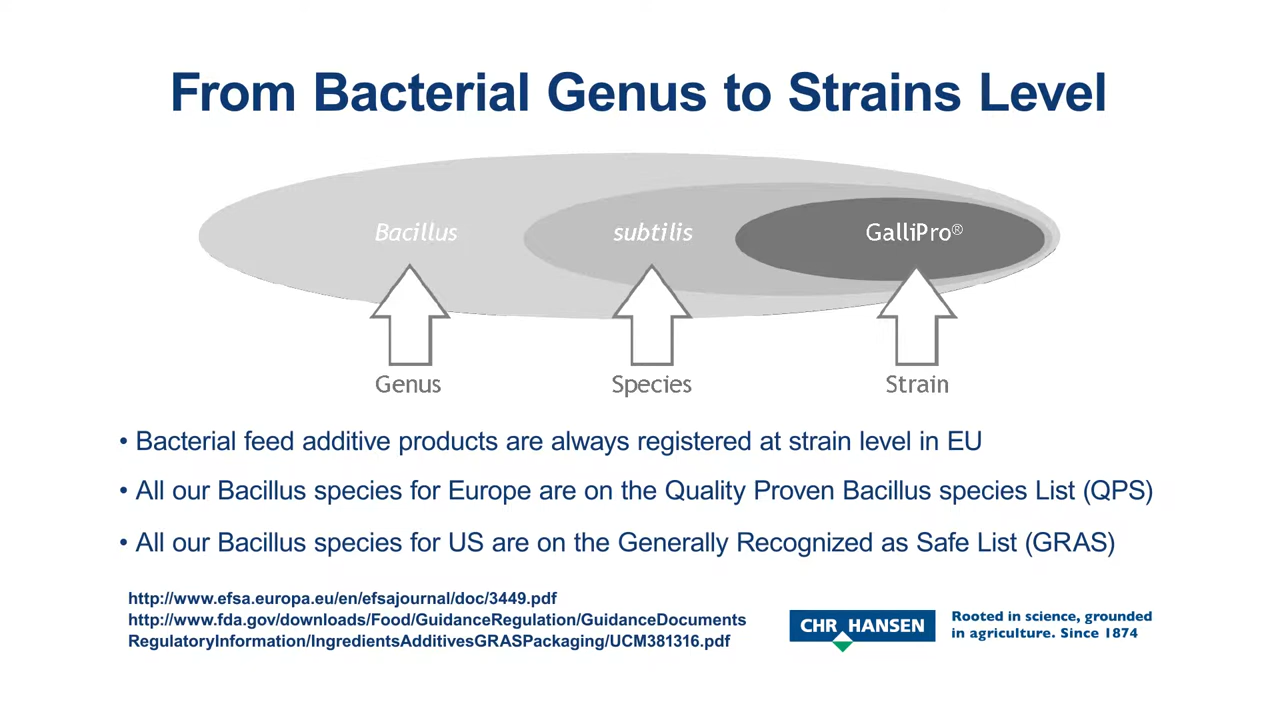 From Bacterial Genus to Strains Level
Bacillus subtilis GalliPro®
Genus Species Strain
• Bacterial feed additive products are always registered at strain level in EU
• All our Bacillus species for Europe are on the Quality Proven Bacillus species List (QPS)
• All our Bacillus species for US are on the Generally Recognized as Safe List (GRAS)
http://www.efsa.europa.eu/en/efsajournal/doc/3449.pdf
http://www.fda.gov/downloads/Food/GuidanceRegulation/GuidanceDocuments
RegulatoryInformation/IngredientsAdditivesGRASPackaging/UCM381316.pdf
CHR HANSEN
Rooted in science, grounded
in agriculture. Since 1874